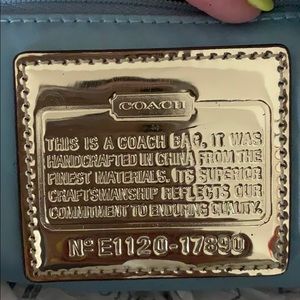 COACH
THIS IS A COACH BAG. IT WAS
HANDCRAFTED IN CHINA FROM THE
FINEST MATERIALS. ITS SUPERIOR
CRAFTSMANSHIP REFLECTS OUR
COMMITMENT TO ENDURING QUALITY.
Nº E1120-17890